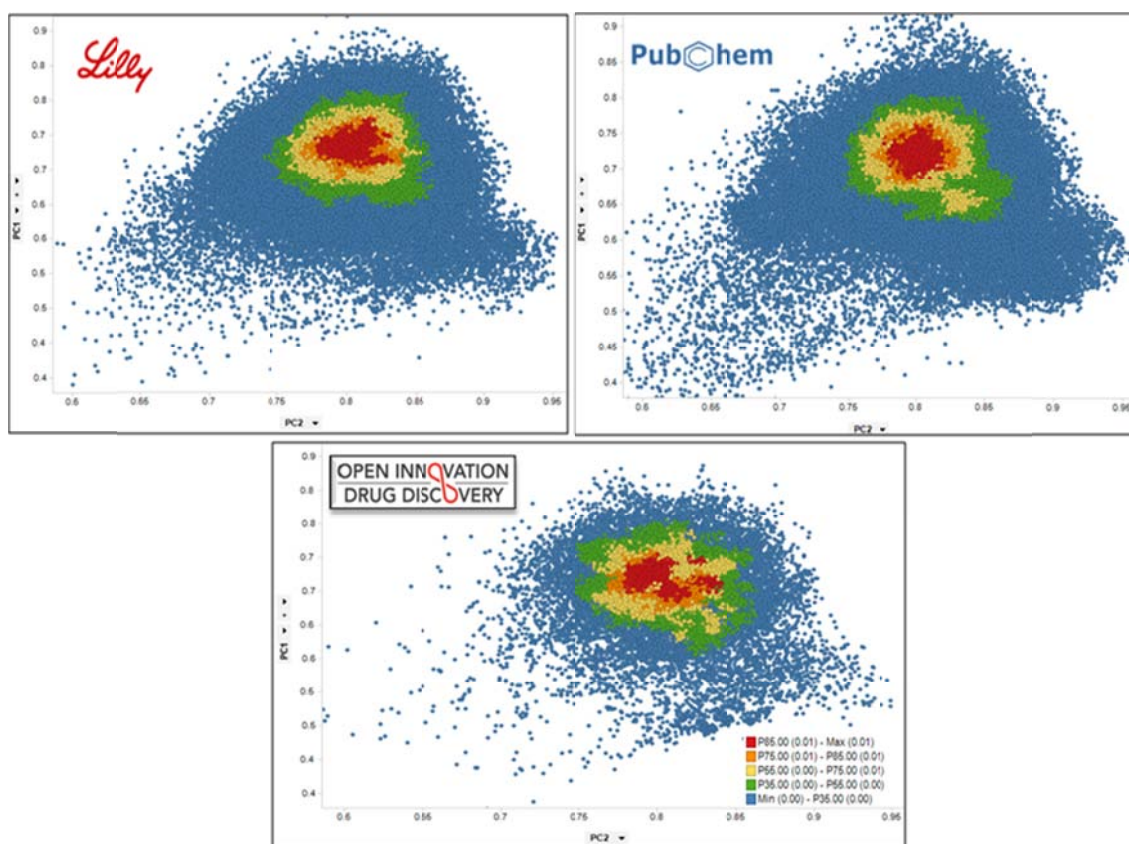 Lilly
0.9
0.8
0.8
0.7
0.7
0.6
0.6
0.5
0.5
0.4
0.4
PC1
0.6 0.65 0.7 0.75 0.8 0.85 0.9 0.95
PC2
PubChem
0.9
0.85
0.8
0.75
0.7
0.65
0.6
0.55
0.5
0.45
0.4
PC1
0.6 0.65 0.7 0.75 0.8 0.85 0.9 0.95
PC2
OPEN INNOVATION
DRUG DISCOVERY
0.9
0.8
0.8
0.7
0.7
0.6
0.6
0.5
0.5
0.4
0.4
PC1
P85.00 (0.01) - Max (0.01)
P75.00 (0.01) - P85.00 (0.01)
P55.00 (0.00) - P75.00 (0.01)
P35.00 (0.00) - P55.00 (0.00)
Min (0.00) - P35.00 (0.00)
0.6 0.65 0.7 0.75 0.8 0.85 0.9 0.95
PC2